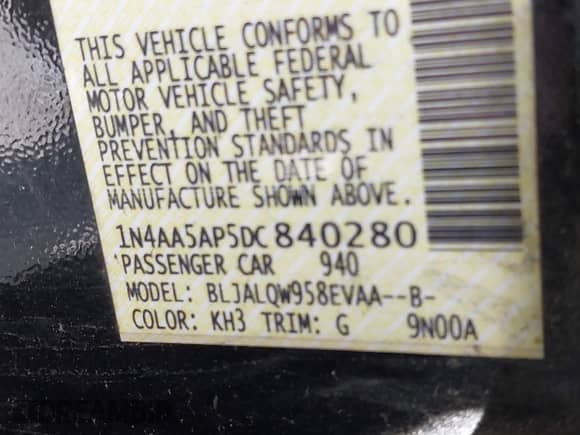 THIS VEHICLE CONFORMS TO
ALL APPLICABLE FEDERAL
MOTOR VEHICLE SAFETY,
BUMPER, AND THEFT
PREVENTION STANDARDS IN
EFFECT ON THE DATE OF
MANUFACTURE SHOWN ABOVE.
1N4AA5AP5DC840280
PASSENGER CAR 940
MODEL: BLJALQW958EVAA--B-
COLOR: KH3 TRIM: G 9N00A